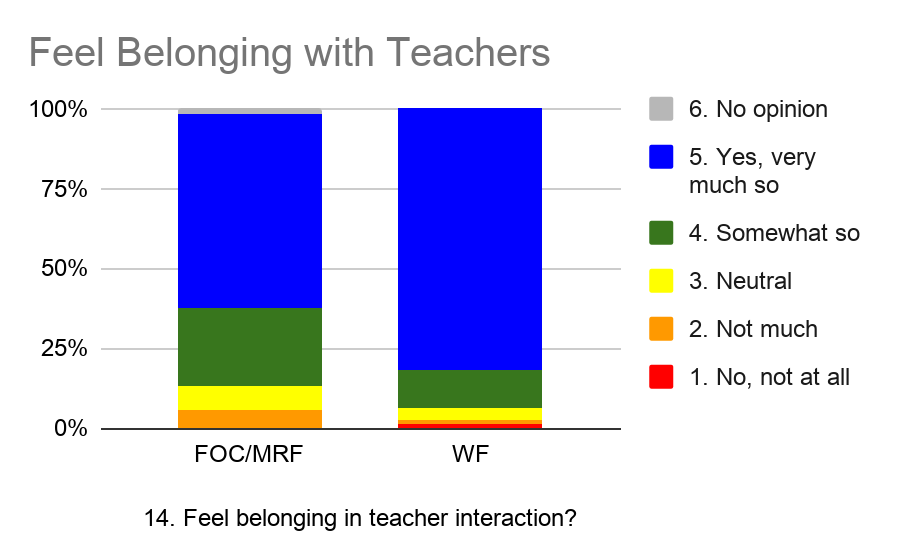 Feel Belonging with Teachers
100%
75%
50%
25%
0%
FOC/MRF
WF
6. No opinion
5. Yes, very
much so
4. Somewhat so
3. Neutral
2. Not much
1. No, not at all
14. Feel belonging in teacher interaction?